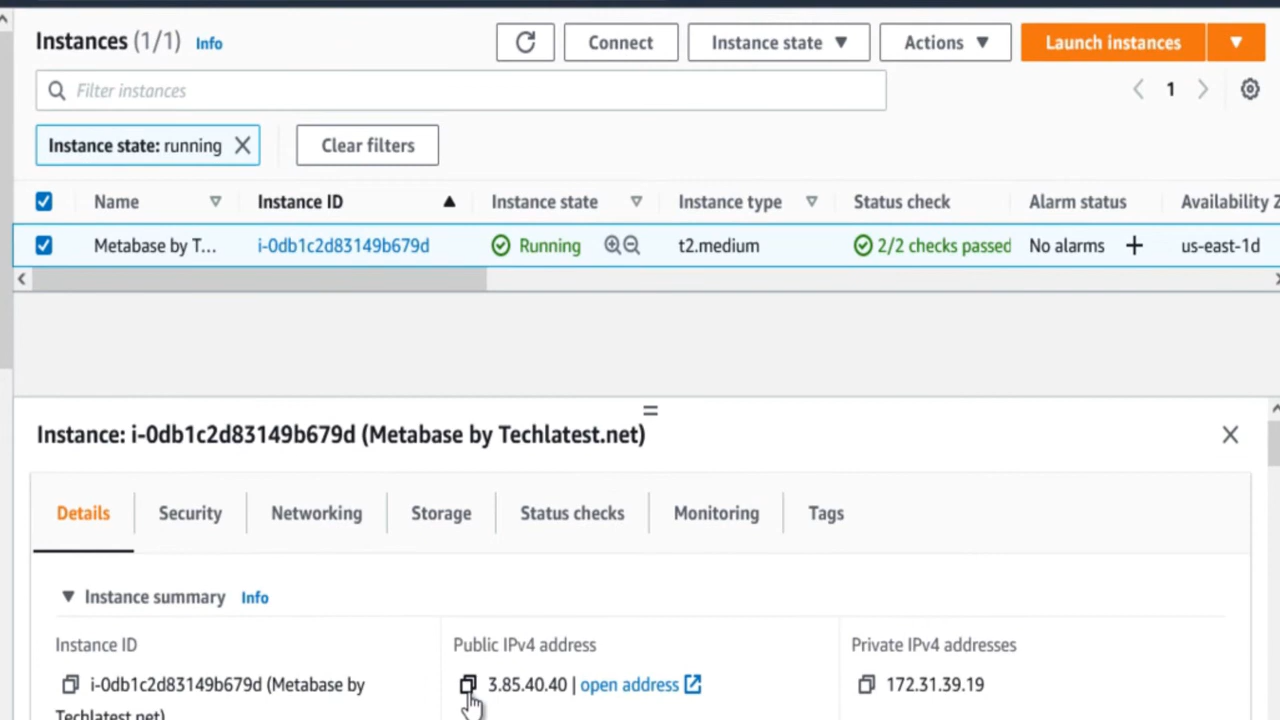 Instances (1/1) Info
Connect
Instance state
Actions
Launch instances
Filter instances
1
Instance state: running
Clear filters
Name
Instance ID
Instance state
Instance type
Status check
Alarm status
Availability Z
Metabase by T...
i-0db1c2d83149b679d
Running
t2.medium
2/2 checks passed
No alarms
us-east-1d
Instance: i-0db1c2d83149b679d (Metabase by Techlatest.net)
Details
Security
Networking
Storage
Status checks
Monitoring
Tags
Instance summary Info
Instance ID
Public IPv4 address
Private IPv4 addresses
i-0db1c2d83149b679d (Metabase by
3.85.40.40 | open address
172.31.39.19
Techlatest.net)